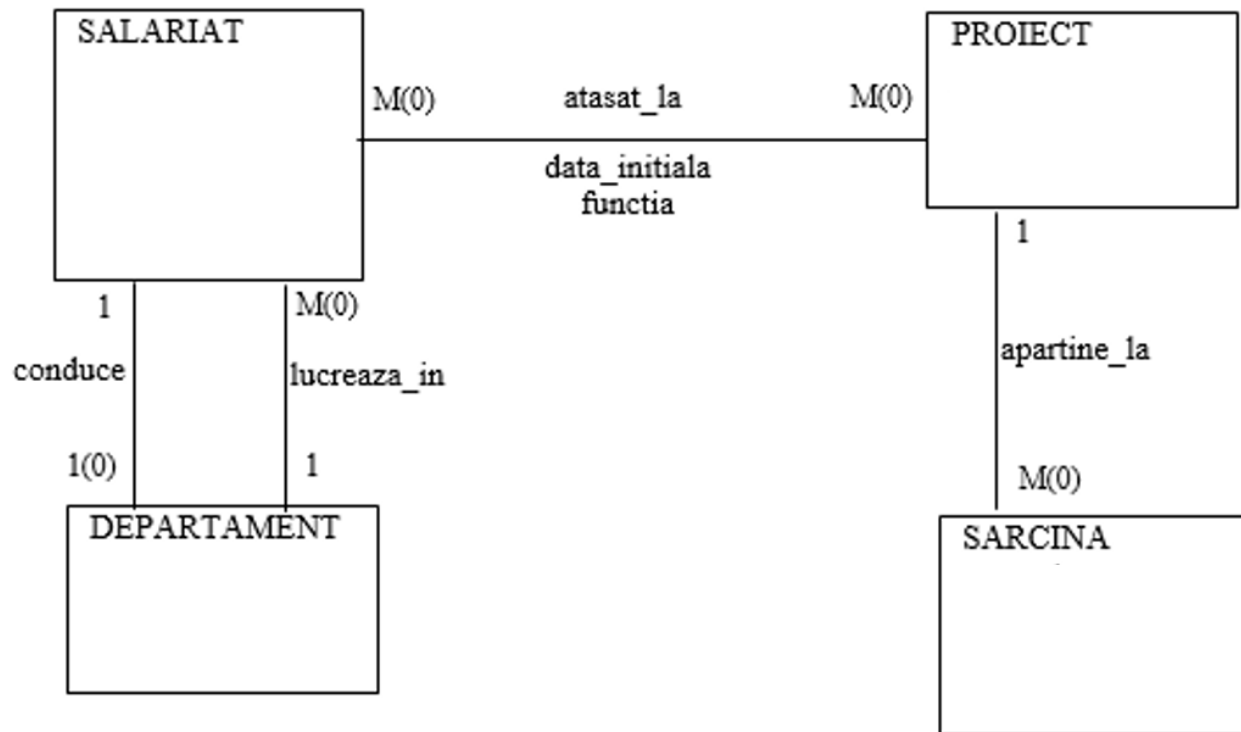 SALARIAT
PROIECT
M(0)
atasat_la
M(0)
data_initiala
functia
1
1
M(0)
conduce
lucreaza_in
apartine_la
1(0)
1
M(0)
DEPARTAMENT
SARCINA